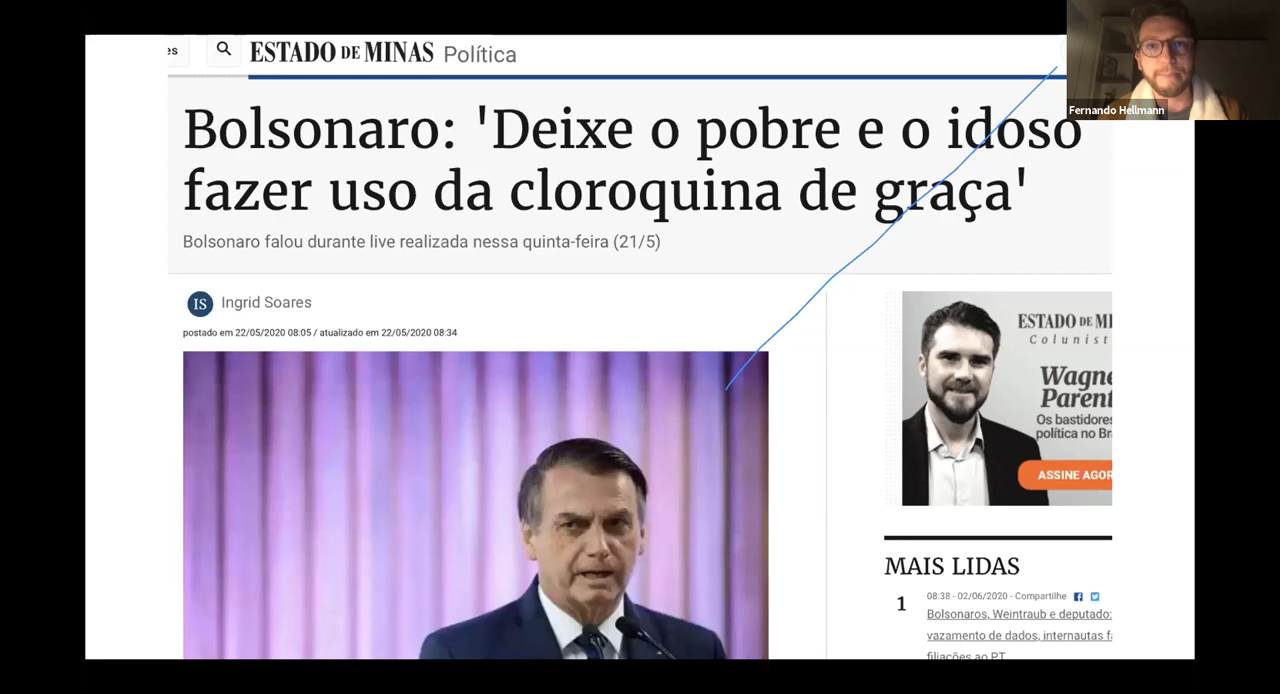 es
ESTADO DE MINAS Política
Fernando Hellmann
Bolsonaro: 'Deixe o pobre e o idoso
fazer uso da cloroquina de graça'
Bolsonaro falou durante live realizada nessa quinta-feira (21/5)
IS Ingrid Soares
postado em 22/05/2020 08:05 / atualizado em 22/05/2020 08:34
ESTADO DE MI
Colunist
Wagne
Parent
Os bastidores
política no Br
ASSINE AGOR
MAIS LIDAS
1
08:38 - 02/06/2020 - Compartilhe
Bolsonaros, Weintraub e deputado:
vazamento de dados, internautas f
filiações ao PT